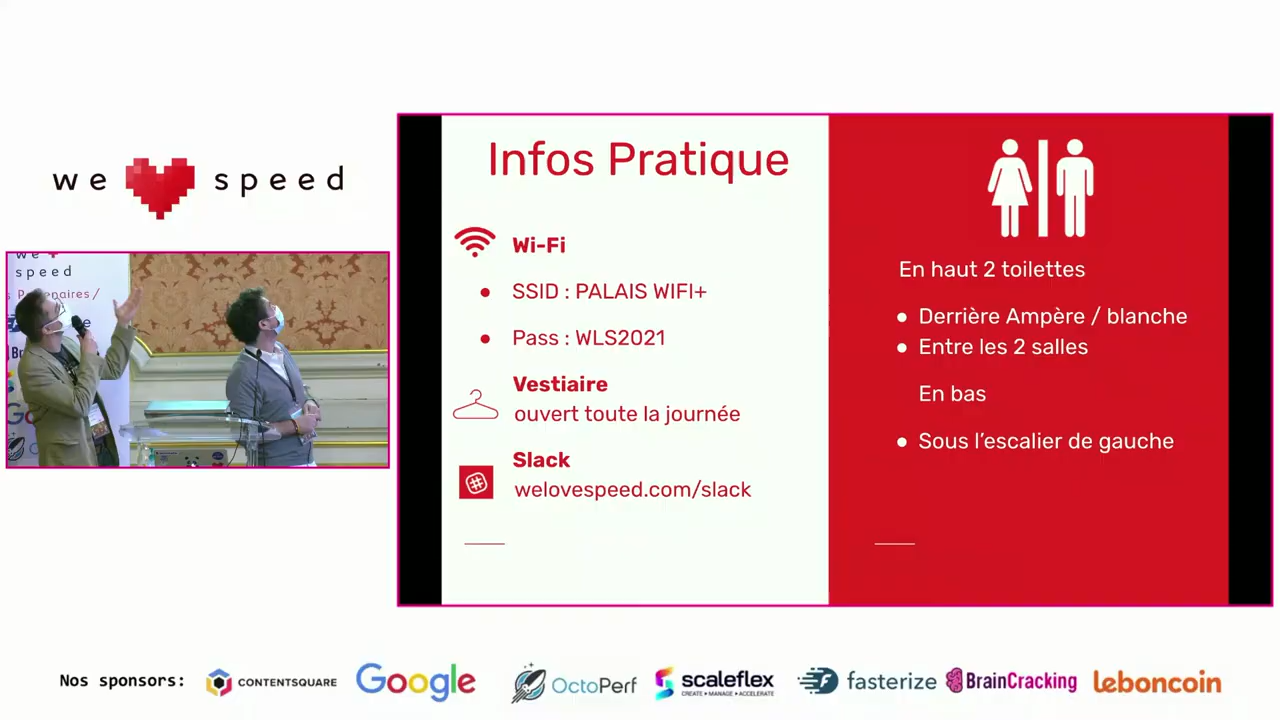 we speed
we
speed
Infos Pratique
Wi-Fi
SSID : PALAIS WIFI+
Pass : WLS2021
Vestiaire
ouvert toute la journée
Slack
welovespeed.com/slack
En haut 2 toilettes
Derrière Ampère / blanche
Entre les 2 salles
En bas
Sous l'escalier de gauche
Nos sponsors:
CONTENTSQUARE
Google
OctoPerf
scaleflex
CREATE • MANAGE • ACCELERATE
fasterize
BrainCracking
leboncoin